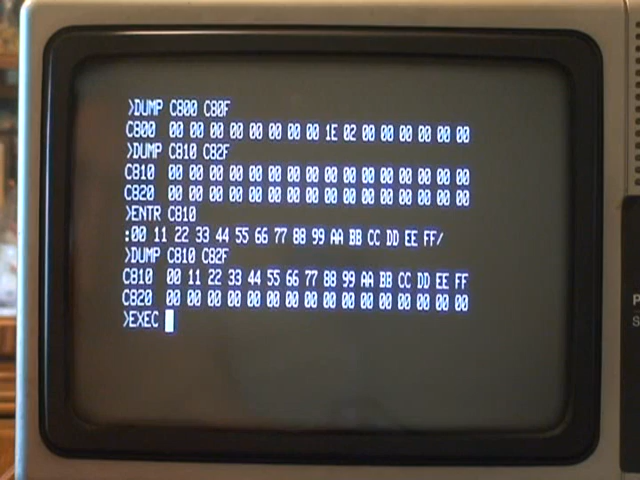 >DUMP C800 C80F
C800 00 00 00 00 00 00 00 00 1E 02 00 00 00 00 00 00
>DUMP C810 C82F
C810 00 00 00 00 00 00 00 00 00 00 00 00 00 00 00 00
C820 00 00 00 00 00 00 00 00 00 00 00 00 00 00 00 00
>ENTR C810
:00 11 22 33 44 55 66 77 88 99 AA BB CC DD EE FF/
>DUMP C810 C82F
C810 00 11 22 33 44 55 66 77 88 99 AA BB CC DD EE FF
C820 00 00 00 00 00 00 00 00 00 00 00 00 00 00 00 00
>EXEC